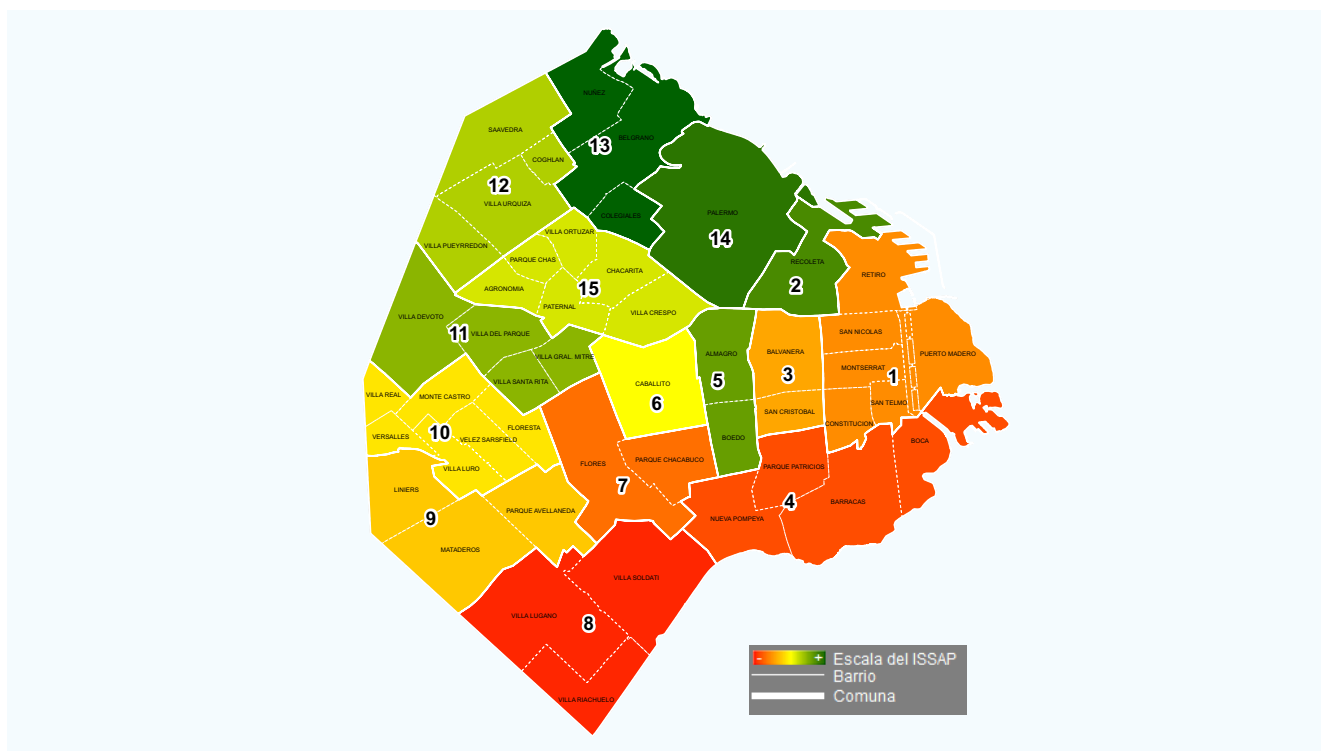 NUÑEZ
SAAVEDRA
BELGRANO
13
COGHLAN
12
VILLA URQUIZA
COLEGIALES
PALERMO
14
VILLA ORTUZAR
VILLA PUEYRREDON
PARQUE CHAS
CHACARITA
RECOLETA
2
RETIRO
AGRONOMIA
15
PATERNAL
VILLA CRESPO
VILLA DEVOTO
11
VILLA DEL PARQUE
SAN NICOLAS
VILLA GRAL. MITRE
ALMAGRO
BALVANERA
PUERTO MADERO
MONTSERRAT
1
3
5
VILLA SANTA RITA
CABALLITO
6
VILLA REAL
MONTE CASTRO
SAN TELMO
SAN CRISTOBAL
CONSTITUCION
FLORESTA
VERSALLES
10
VELEZ SARSFIELD
BOEDO
BOCA
VILLA LURO
FLORES
PARQUE CHACABUCO
PARQUE PATRICIOS
7
LINIERS
4
BARRACAS
9
PARQUE AVELLANEDA
NUEVA POMPEYA
MATADEROS
VILLA SOLDATI
VILLA LUGANO
8
VILLA RIACHUELO
- + Escala del ISSAP
Barrio
Comuna